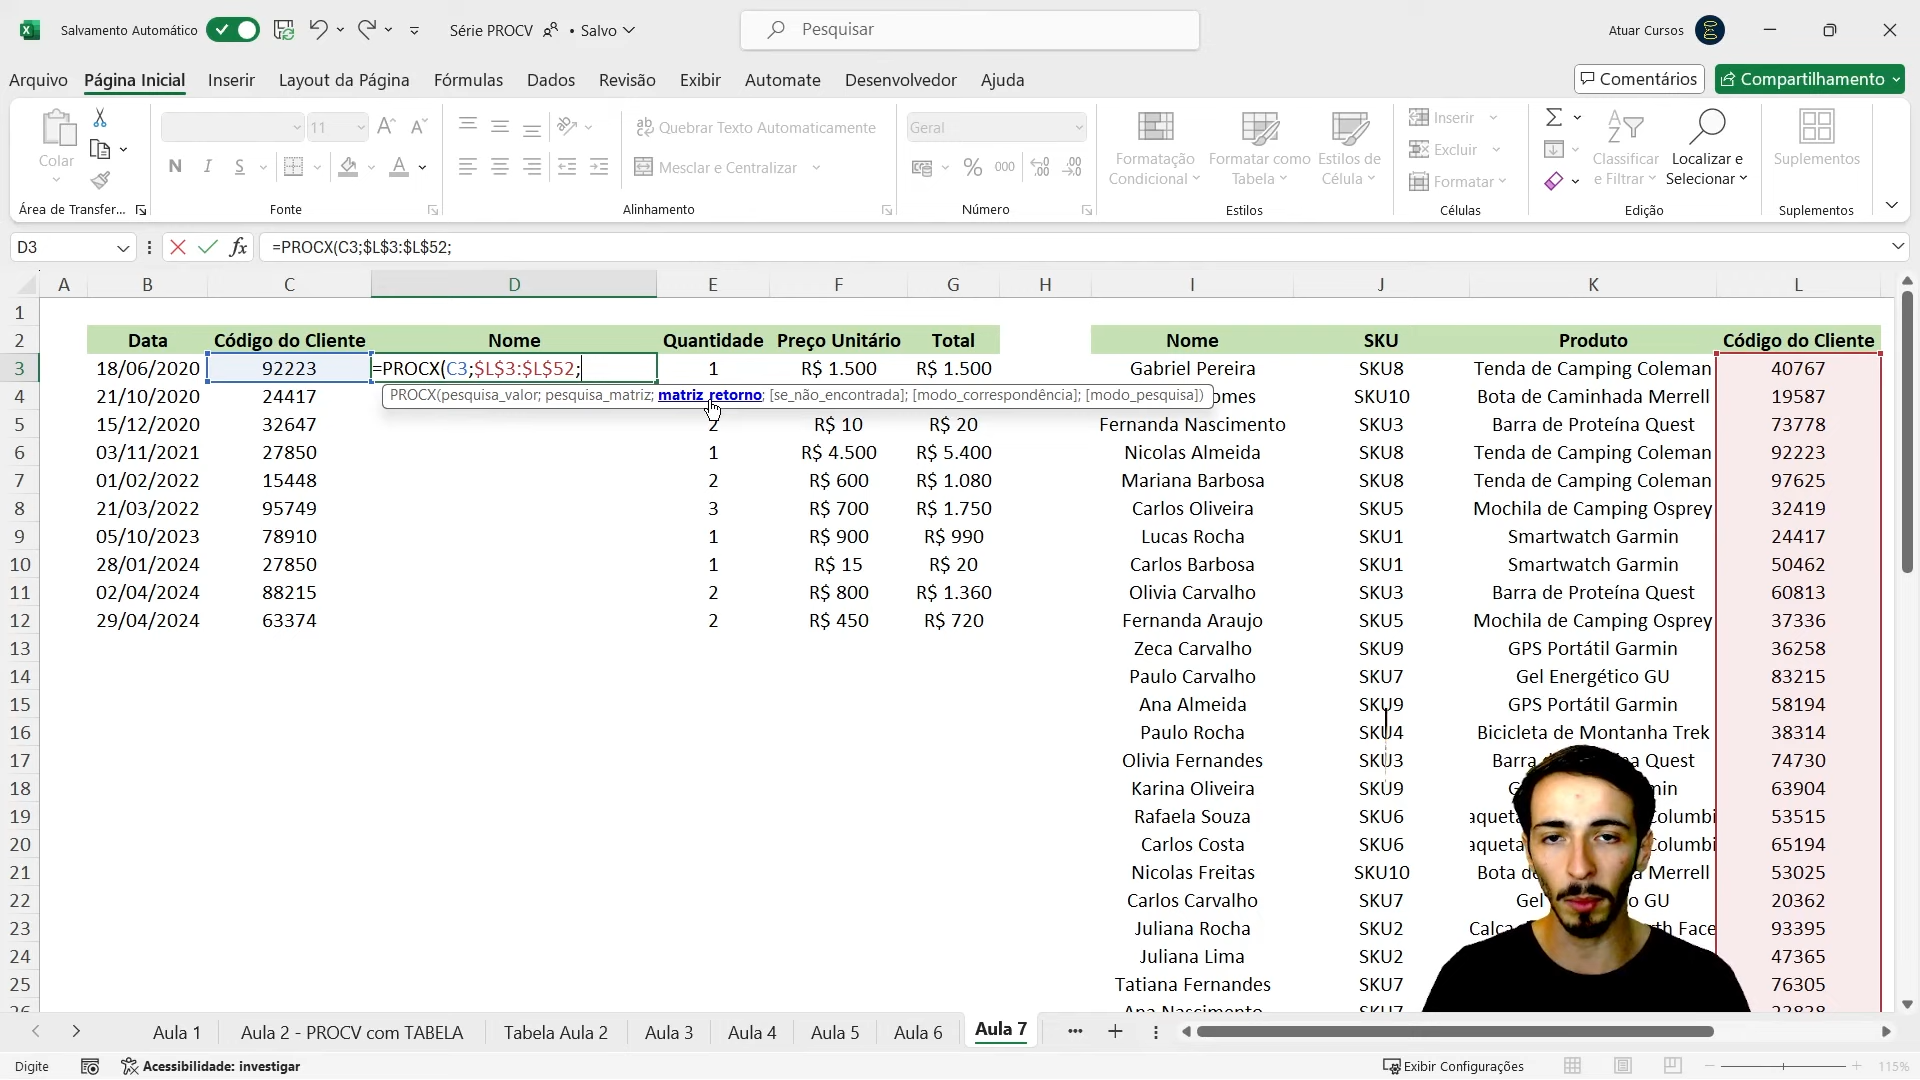 Salvamento Automático
Série PROCV
• Salvo
Pesquisar
Atuar Cursos
Arquivo
Página Inicial
Inserir
Layout da Página
Fórmulas
Dados
Revisão
Exibir
Automate
Desenvolvedor
Ajuda
Comentários
Compartilhamento
Colar
Área de Transfer...
11
N I S
Fonte
Quebrar Texto Automaticamente
Mesclar e Centralizar
Alinhamento
Geral
% 000
Número
Formatação Condicional
Formatar como Tabela
Estilos de Célula
Estilos
Inserir
Excluir
Formatar
Células
Classificar e Filtrar
Localizar e Selecionar
Edição
Suplementos
Suplementos
D3
fx
=PROCX(C3;$L$3:$L$52;
A B C D E F G H I J K L
1
2 Data Código do Cliente Nome Quantidade Preço Unitário Total Nome SKU Produto Código do Cliente
3 18/06/2020 92223 =PROCX(C3;$L$3:$L$52; 1 R$ 1.500 R$ 1.500 Gabriel Pereira SKU8 Tenda de Camping Coleman 40767
PROCX(pesquisa_valor; pesquisa_matriz; matriz_retorno; [se_não_encontrada]; [modo_correspondência]; [modo_pesquisa])
4 21/10/2020 24417 omes SKU10 Bota de Caminhada Merrell 19587
5 15/12/2020 32647 2 R$ 10 R$ 20 Fernanda Nascimento SKU3 Barra de Proteína Quest 73778
6 03/11/2021 27850 1 R$ 4.500 R$ 5.400 Nicolas Almeida SKU8 Tenda de Camping Coleman 92223
7 01/02/2022 15448 2 R$ 600 R$ 1.080 Mariana Barbosa SKU8 Tenda de Camping Coleman 97625
8 21/03/2022 95749 3 R$ 700 R$ 1.750 Carlos Oliveira SKU5 Mochila de Camping Osprey 32419
9 05/10/2023 78910 1 R$ 900 R$ 990 Lucas Rocha SKU1 Smartwatch Garmin 24417
10 28/01/2024 27850 1 R$ 15 R$ 20 Carlos Barbosa SKU1 Smartwatch Garmin 50462
11 02/04/2024 88215 2 R$ 800 R$ 1.360 Olivia Carvalho SKU3 Barra de Proteína Quest 60813
12 29/04/2024 63374 2 R$ 450 R$ 720 Fernanda Araujo SKU5 Mochila de Camping Osprey 37336
13 Zeca Carvalho SKU9 GPS Portátil Garmin 36258
14 Paulo Carvalho SKU7 Gel Energético GU 83215
15 Ana Almeida SKU9 GPS Portátil Garmin 58194
16 Paulo Rocha SKU4 Bicicleta de Montanha Trek 38314
17 Olivia Fernandes SKU3 Barra Quest 74730
18 Karina Oliveira SKU9 63904
19 Rafaela Souza SKU6 aqueta Columbi 53515
20 Carlos Costa SKU6 aqueta Columbi 65194
21 Nicolas Freitas SKU10 Bota Merrell 53025
22 Carlos Carvalho SKU7 Gel GU 20362
23 Juliana Rocha SKU2 Face 93395
24 Juliana Lima SKU2 47365
25 Tatiana Fernandes SKU7 76305
Ana Nascimento SKU7
Aula 1
Aula 2 - PROCV com TABELA
Tabela Aula 2
Aula 3
Aula 4
Aula 5
Aula 6
Aula 7
Digite
Acessibilidade: investigar
Exibir Configurações
115%